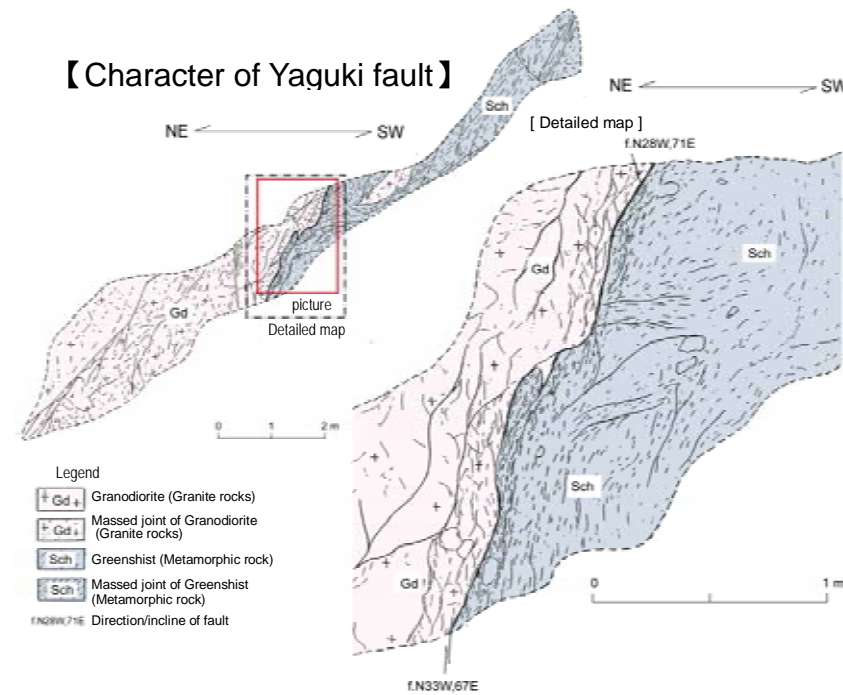 【Character of Yaguki fault】
NE SW
Sch
Gd
picture
Detailed map
0 1 2 m
NE SW
[ Detailed map ]
f.N28W,71E
Gd
Sch
Sch
Gd
0 1 m
f.N33W,67E
Legend
Gd Granodiorite (Granite rocks)
Gd Massed joint of Granodiorite
(Granite rocks)
Sch Greenshist (Metamorphic rock)
Sch Massed joint of Greenshist
(Metamorphic rock)
f.N28W,71E Direction/incline of fault